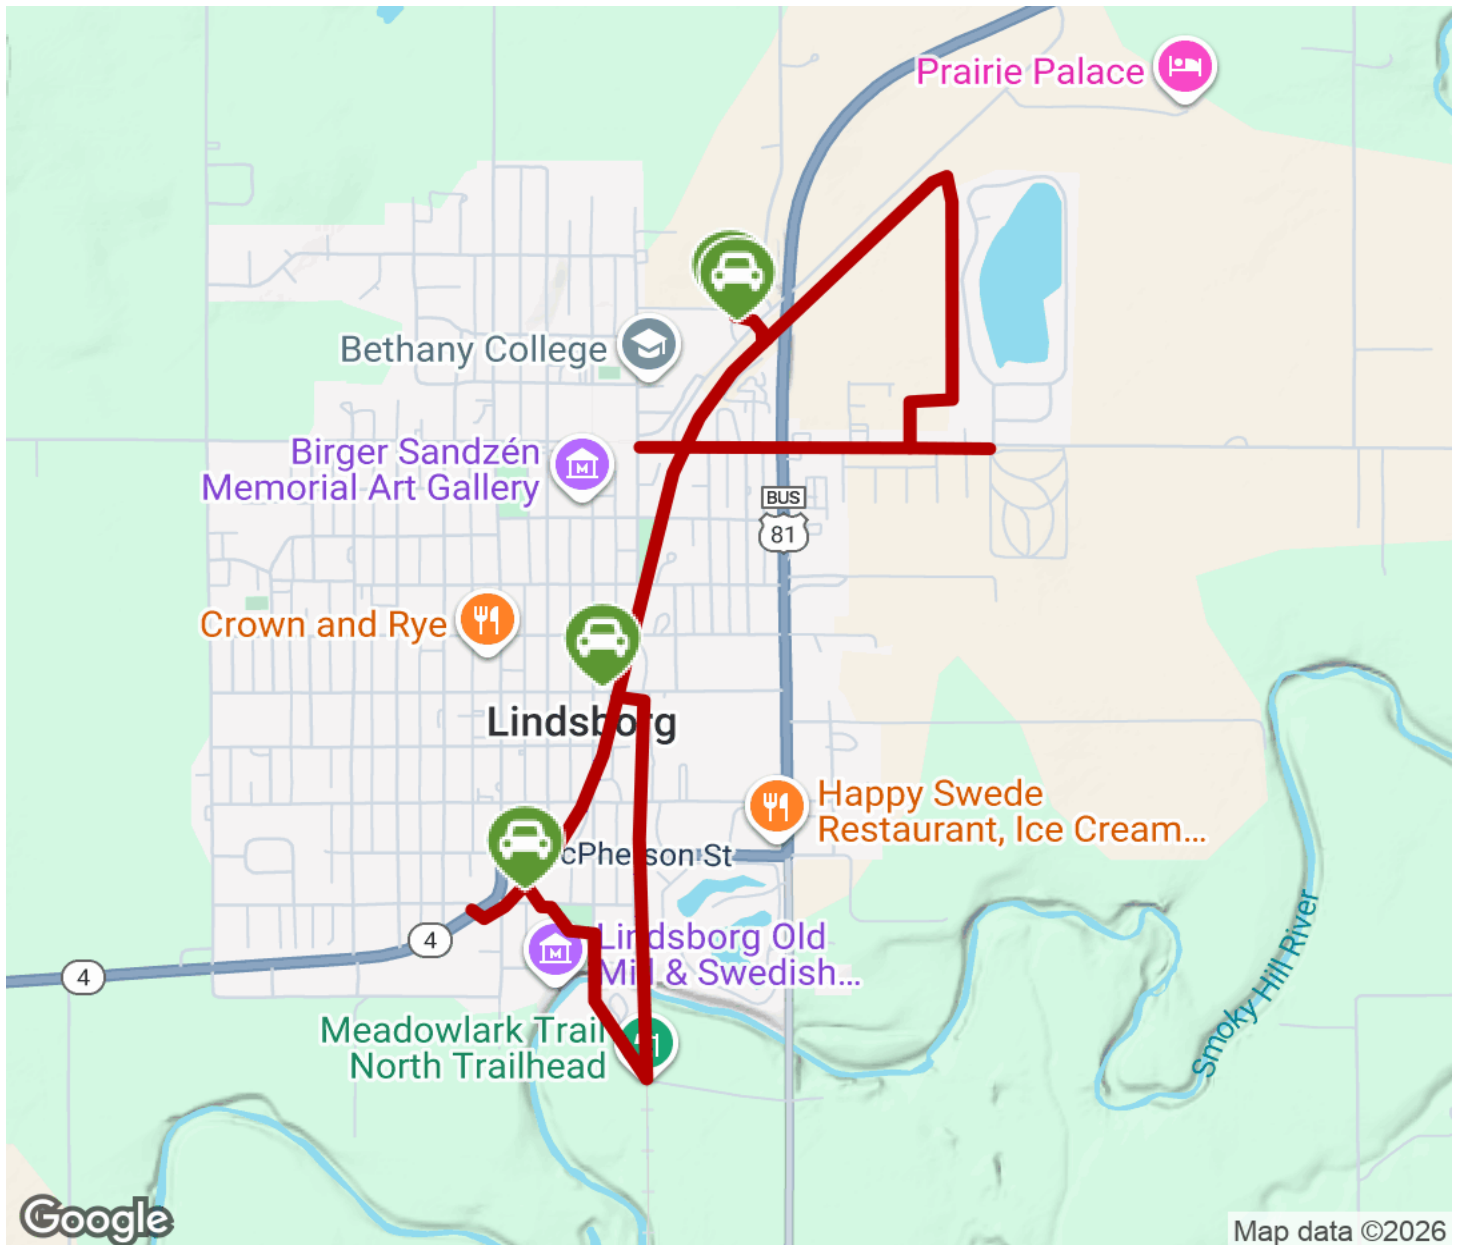 Prairie Palace
Bethany College
Birger Sandzén
Memorial Art Gallery
BUS
81
Crown and Rye
Lindsborg
Happy Swede
Restaurant, Ice Cream...
cPherson St
4
4
Lindsborg Old
Mill & Swedish...
Meadowlark Trail
North Trailhead
Smoky Hill River
Google
Map data ©2026